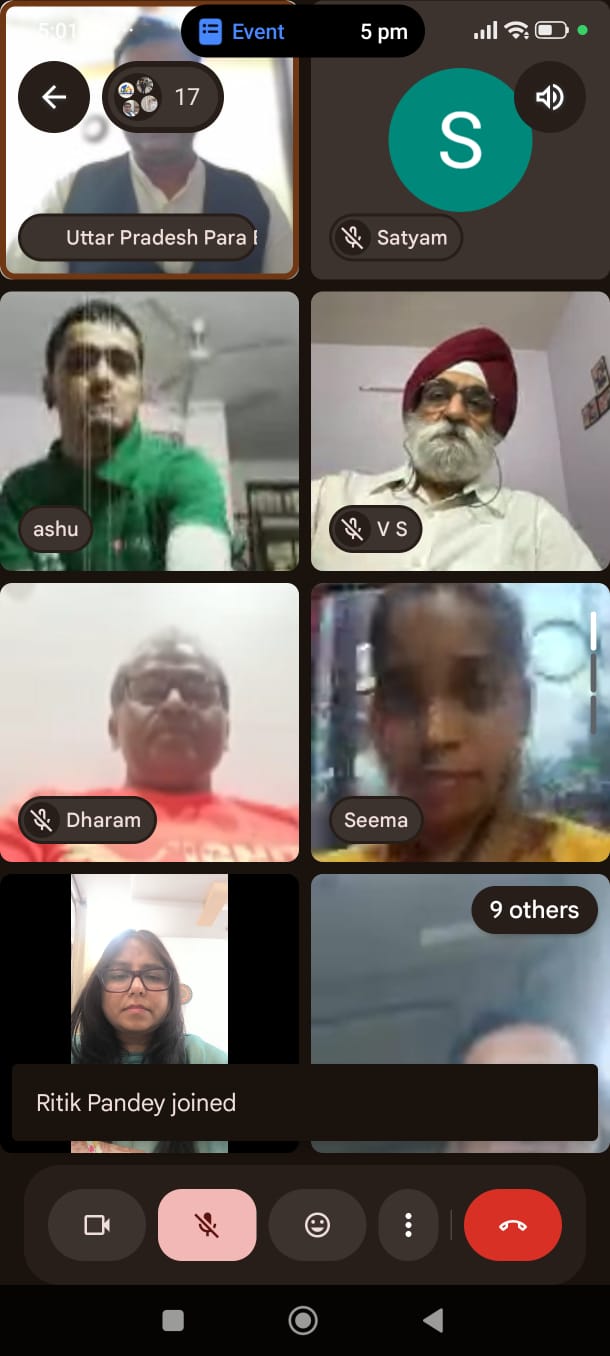 5:01
Event 5 pm
17
S
Uttar Pradesh Para
Satyam
ashu
V S
Dharam
Seema
9 others
Ritik Pandey joined